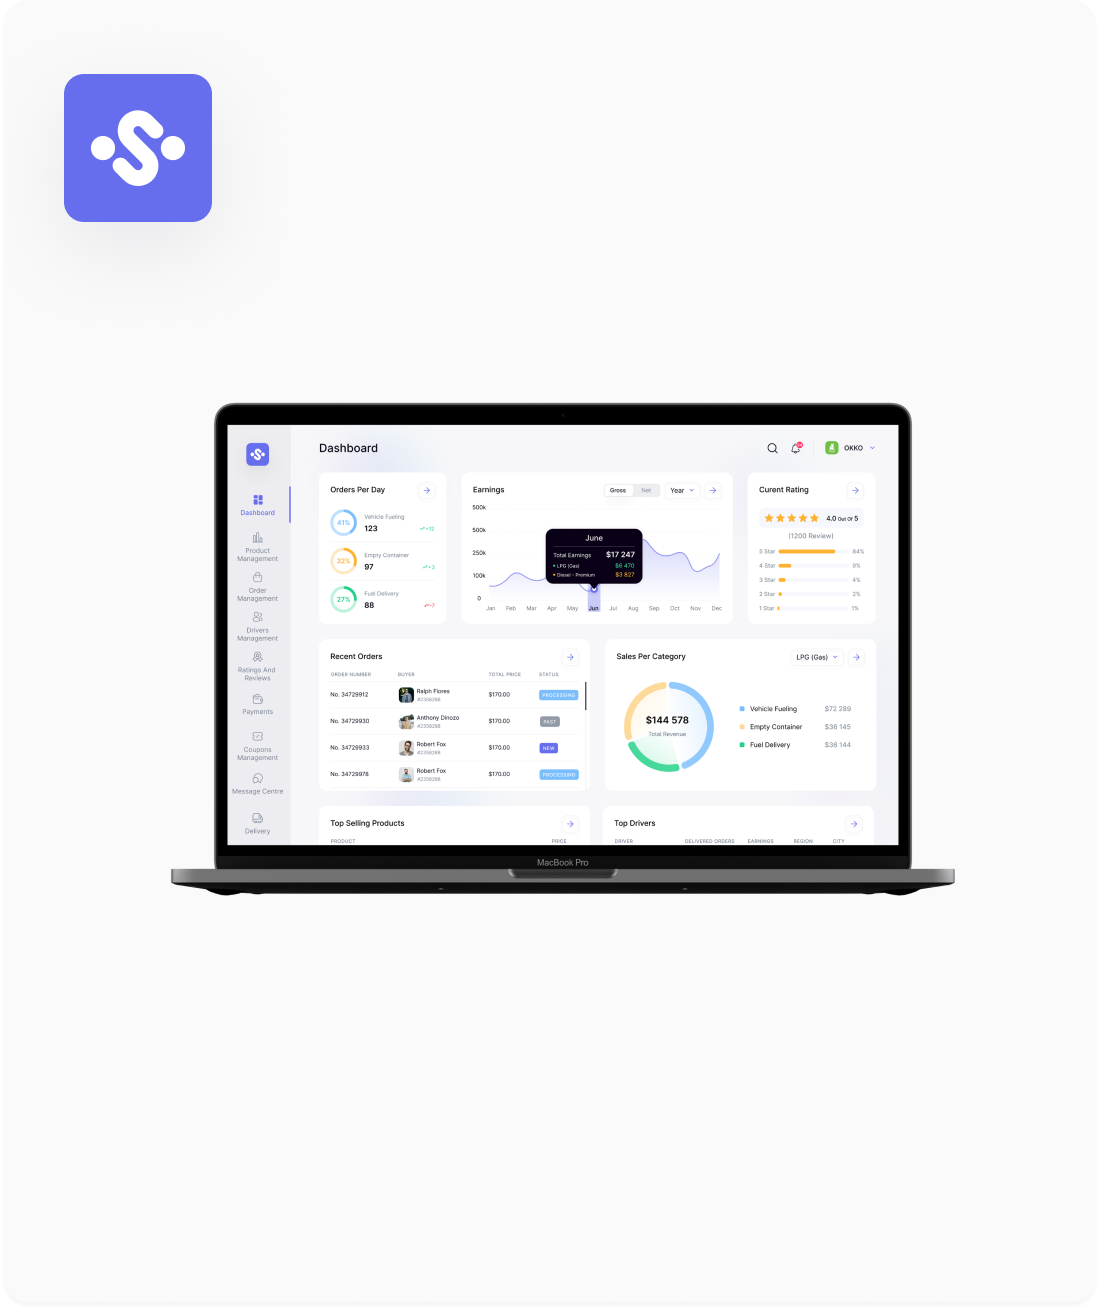 Dashboard
OKKO
Dashboard
Product
Management
Order
Management
Drivers
Management
Ratings And
Reviews
Payments
Coupons
Management
Message Centre
Delivery
Orders Per Day
41%
Vehicle Fueling
123
+12
32%
Empty Container
97
+3
27%
Fuel Delivery
88
-7
Earnings
Gross
Net
Year
500k
500k
250k
100k
0
June
Total Earnings $17 247
LPG (Gas) $6 470
Diesel - Premium $3 827
Jan Feb Mar Apr May Jun Jul Aug Sep Oct Nov Dec
Curent Rating
4.0 Out Of 5
(1200 Review)
5 Star 84%
4 Star 9%
3 Star 4%
2 Star 2%
1 Star 1%
Recent Orders
ORDER NUMBER BUYER TOTAL PRICE STATUS
No. 34729912 Ralph Flores $170.00 PROCESSING
#2358288
No. 34729930 Anthony Dinozo $170.00 PAST
#2358288
No. 34729933 Robert Fox $170.00 NEW
#2358288
No. 34729978 Robert Fox $170.00 PROCESSING
#2358288
Sales Per Category
LPG (Gas)
$144 578
Total Revenue
Vehicle Fueling $72 289
Empty Container $36 145
Fuel Delivery $36 144
Top Selling Products
PRODUCT PRICE
Top Drivers
DRIVER DELIVERED ORDERS EARNINGS REGION CITY
MacBook Pro